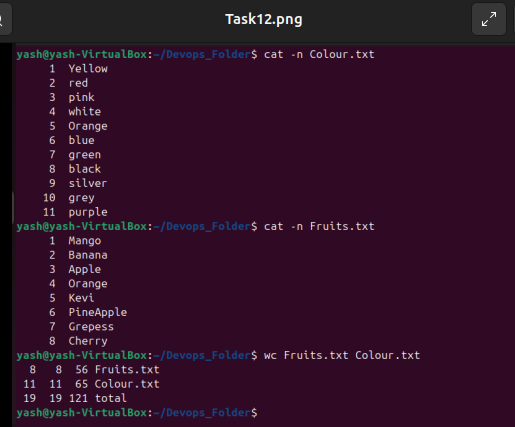 Task12.png
yash@yash-VirtualBox:~/Devops_Folder$ cat -n Colour.txt
     1  Yellow
     2  red
     3  pink
     4  white
     5  Orange
     6  blue
     7  green
     8  black
     9  silver
    10  grey
    11  purple
yash@yash-VirtualBox:~/Devops_Folder$ cat -n Fruits.txt
     1  Mango
     2  Banana
     3  Apple
     4  Orange
     5  Kevi
     6  PineApple
     7  Grepess
     8  Cherry
yash@yash-VirtualBox:~/Devops_Folder$ wc Fruits.txt Colour.txt
  8   8  56 Fruits.txt
 11  11  65 Colour.txt
 19  19 121 total
yash@yash-VirtualBox:~/Devops_Folder$